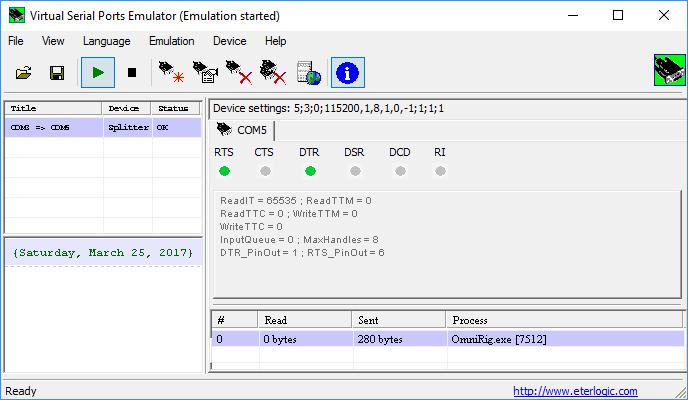 Virtual Serial Ports Emulator (Emulation started)
File View Language Emulation Device Help
Title Device Status
COM3 => COM5 Splitter OK
{Saturday, March 25, 2017}
Device settings: 5;3;0;115200,1,8,1,0,-1;1;1;1
COM5
RTS CTS DTR DSR DCD RI
ReadIT = 65535 ; ReadTTM = 0
ReadTTC = 0 ; WriteTTM = 0
WriteTTC = 0
InputQueue = 0 ; MaxHandles = 8
DTR_PinOut = 1 ; RTS_PinOut = 6
# Read Sent Process
0 0 bytes 280 bytes OmniRig.exe [7512]
Ready http://www.eterlogic.com